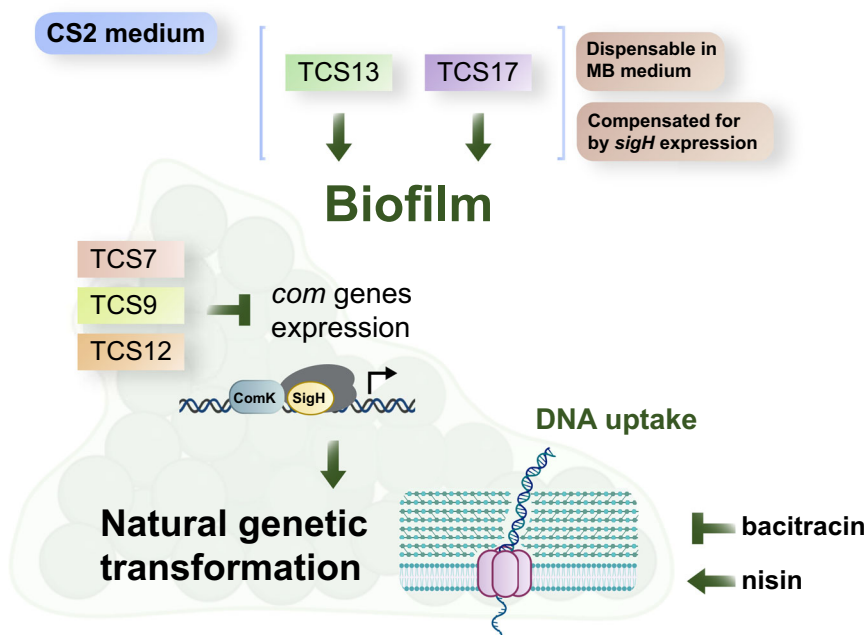 CS2 medium
TCS13
TCS17
Dispensable in
MB medium
Compensated for
by sigH expression
Biofilm
TCS7
TCS9
TCS12
com genes
expression
ComK
SigH
DNA uptake
Natural genetic
transformation
bacitracin
nisin